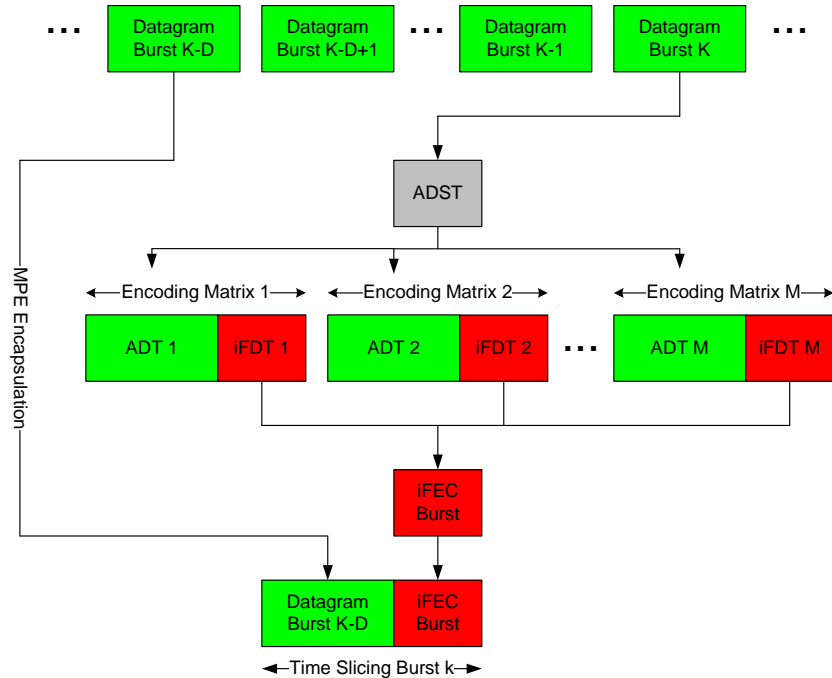 ... Datagram Burst K-D Datagram Burst K-D+1 ... Datagram Burst K-1 Datagram Burst K ...
ADST
MPE Encapsulation
Encoding Matrix 1 Encoding Matrix 2 Encoding Matrix M
ADT 1 iFDT 1 ADT 2 iFDT 2 ... ADT M iFDT M
iFEC
Burst
Datagram
Burst K-D
iFEC
Burst
Time Slicing Burst k